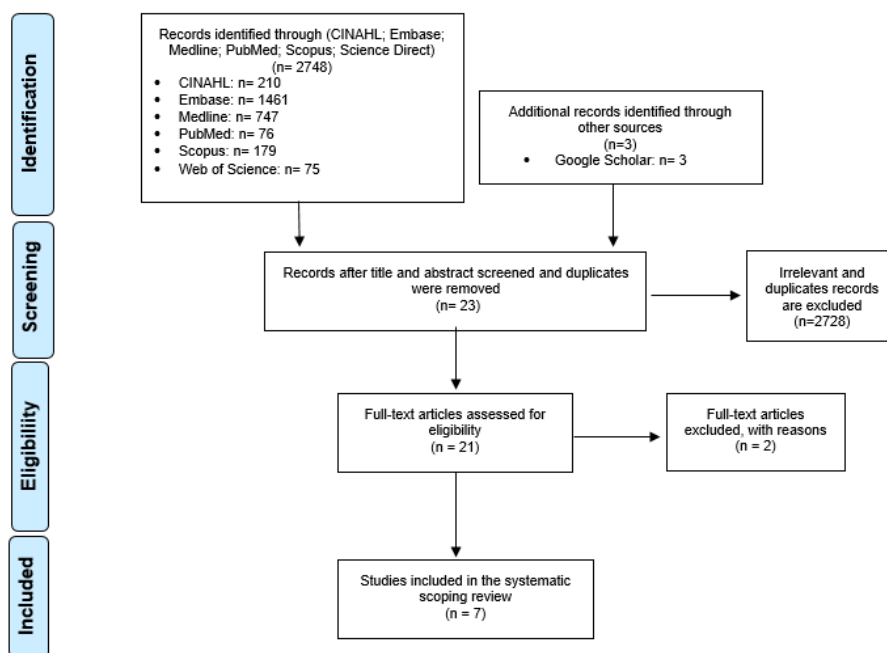 Identification
Records identified through (CINAHL; Embase;
Medline; PubMed; Scopus; Science Direct)
(n= 2748)
• CINAHL: n= 210
• Embase: n= 1461
• Medline: n= 747
• PubMed: n= 76
• Scopus: n= 179
• Web of Science: n= 75
Additional records identified through
other sources
(n=3)
• Google Scholar: n= 3
Screening
Records after title and abstract screened and duplicates
were removed
(n= 23)
Irrelevant and
duplicates records
are excluded
(n=2728)
Eligibility
Full-text articles assessed for
eligibility
(n = 21)
Full-text articles
excluded, with reasons
(n = 2)
Included
Studies included in the systematic
scoping review
(n = 7)